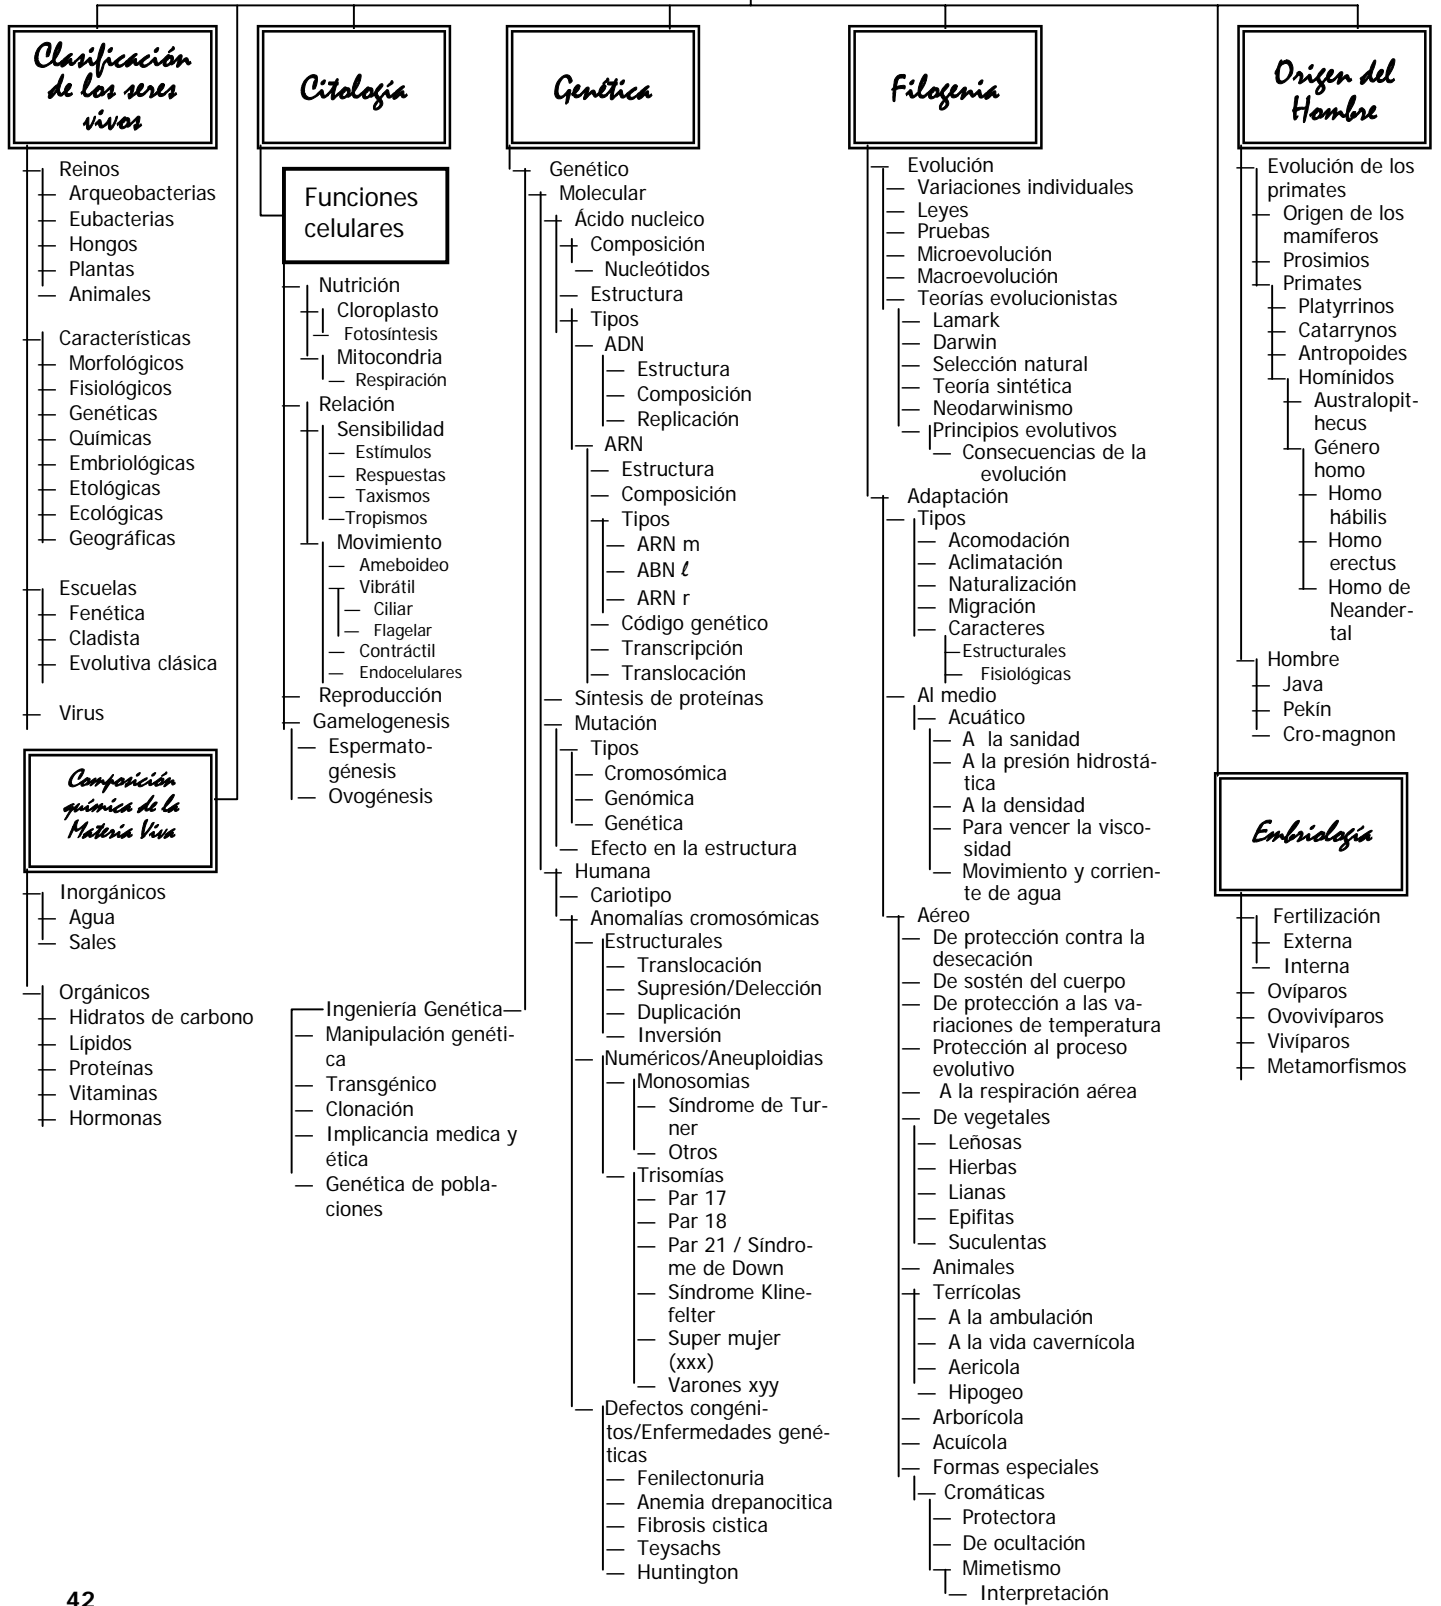 Clasificación
de los seres
vivos
Reinos
Arqueobacterias
Eubacterias
Hongos
Plantas
Animales
Características
Morfológicos
Fisiológicos
Genéticas
Químicas
Embriológicas
Etológicas
Ecológicas
Geográficas
Escuelas
Fenética
Cladista
Evolutiva clásica
Virus
Composición
química de la
Materia Viva
Inorgánicos
Agua
Sales
Orgánicos
Hidratos de carbono
Lípidos
Proteínas
Vitaminas
Hormonas
Citología
Funciones
celulares
Nutrición
Cloroplasto
Fotosíntesis
Mitocondria
Respiración
Relación
Sensibilidad
Estímulos
Respuestas
Taxismos
Tropismos
Movimiento
Ameboideo
Vibrátil
Ciliar
Flagelar
Contráctil
Endocelulares
Reproducción
Gamelogenesis
Espermato-
génesis
Ovogénesis
Genética
Genético
Molecular
Ácido nucleico
Composición
Nucleótidos
Estructura
Tipos
ADN
Estructura
Composición
Replicación
ARN
Estructura
Composición
Tipos
ARN m
ABN ℓ
ARN r
Código genético
Transcripción
Translocación
Síntesis de proteínas
Mutación
Tipos
Cromosómica
Genómica
Genética
Efecto en la estructura
Humana
Cariotipo
Anomalías cromosómicas
Estructurales
Translocación
Supresión/Delección
Duplicación
Inversión
Numéricos/Aneuploidias
Monosomias
Síndrome de Tur-
ner
Otros
Trisomías
Par 17
Par 18
Par 21 / Síndro-
me de Down
Síndrome Kline-
felter
Super mujer
(xxx)
Varones xyy
Defectos congéni-
tos/Enfermedades gené-
ticas
Fenilectonuria
Anemia drepanocitica
Fibrosis cistica
Teysachs
Huntington
Ingeniería Genética
Manipulación genéti-
ca
Transgénico
Clonación
Implicancia medica y
ética
Genética de pobla-
ciones
Filogenia
Evolución
Variaciones individuales
Leyes
Pruebas
Microevolución
Macroevolución
Teorías evolucionistas
Lamark
Darwin
Selección natural
Teoría sintética
Neodarwinismo
Principios evolutivos
Consecuencias de la
evolución
Adaptación
Tipos
Acomodación
Aclimatación
Naturalización
Migración
Caracteres
Estructurales
Fisiológicas
Al medio
Acuático
A la sanidad
A la presión hidrostá-
tica
A la densidad
Para vencer la visco-
sidad
Movimiento y corrien-
te de agua
Aéreo
De protección contra la
desecación
De sostén del cuerpo
De protección a las va-
riaciones de temperatura
Protección al proceso
evolutivo
A la respiración aérea
De vegetales
Leñosas
Hierbas
Lianas
Epifitas
Suculentas
Animales
Terrícolas
A la ambulación
A la vida cavernícola
Aericola
Hipogeo
Arborícola
Acuícola
Formas especiales
Cromáticas
Protectora
De ocultación
Mimetismo
Interpretación
Origen del
Hombre
Evolución de los
primates
Origen de los
mamíferos
Prosimios
Primates
Platyrrinos
Catarrynos
Antropoides
Homínidos
Australopit-
hecus
Género
homo
Homo
hábilis
Homo
erectus
Homo de
Neander-
tal
Hombre
Java
Pekín
Cro-magnon
Embriología
Fertilización
Externa
Interna
Ovíparos
Ovovivíparos
Vivíparos
Metamorfismos
42